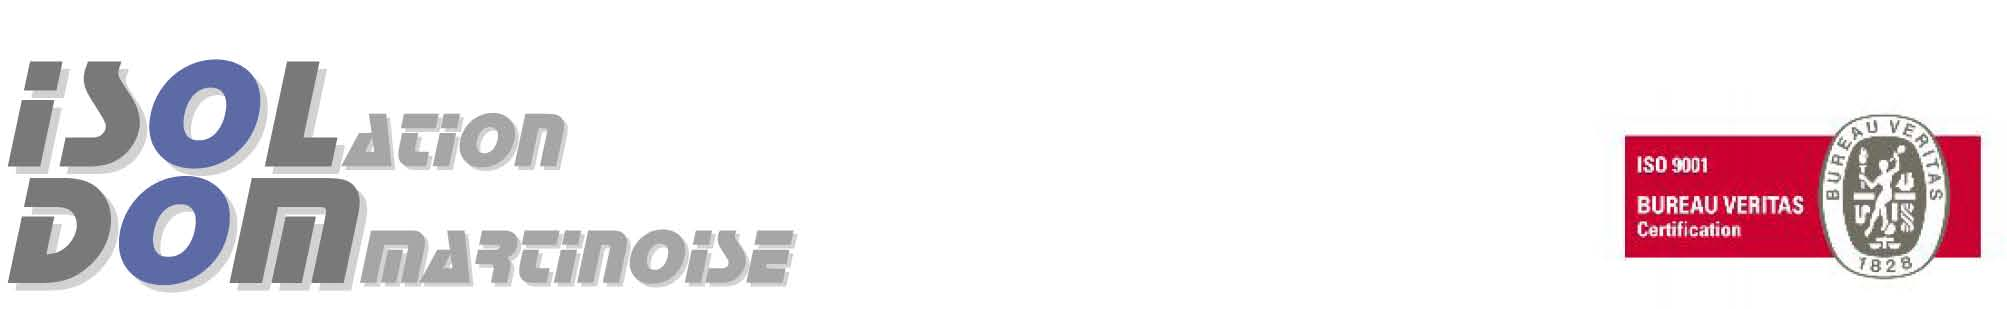 iSOLation
DOMmartinoise
ISO 9001
BUREAU VERITAS
Certification
BUREAU VERITAS
1828